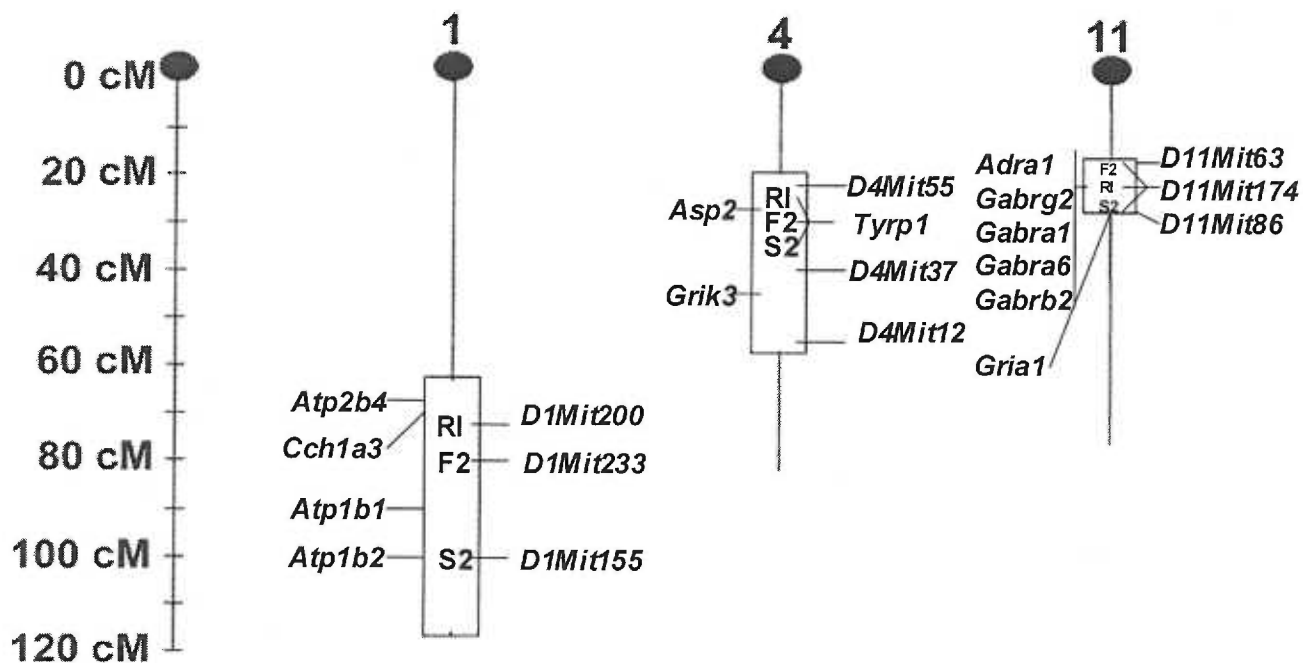 1
4
11
0 cM
20 cM
40 cM
60 cM
80 cM
100 cM
120 cM
Atp2b4
Cch1a3
Atp1b1
Atp1b2
RI
F2
S2
D1Mit200
D1Mit233
D1Mit155
Asp2
Grik3
RI
F2
S2
D4Mit55
Tyrp1
D4Mit37
D4Mit12
Adra1
Gabrg2
Gabra1
Gabra6
Gabrb2
Gria1
F2
RI
S2
D11Mit63
D11Mit174
D11Mit86